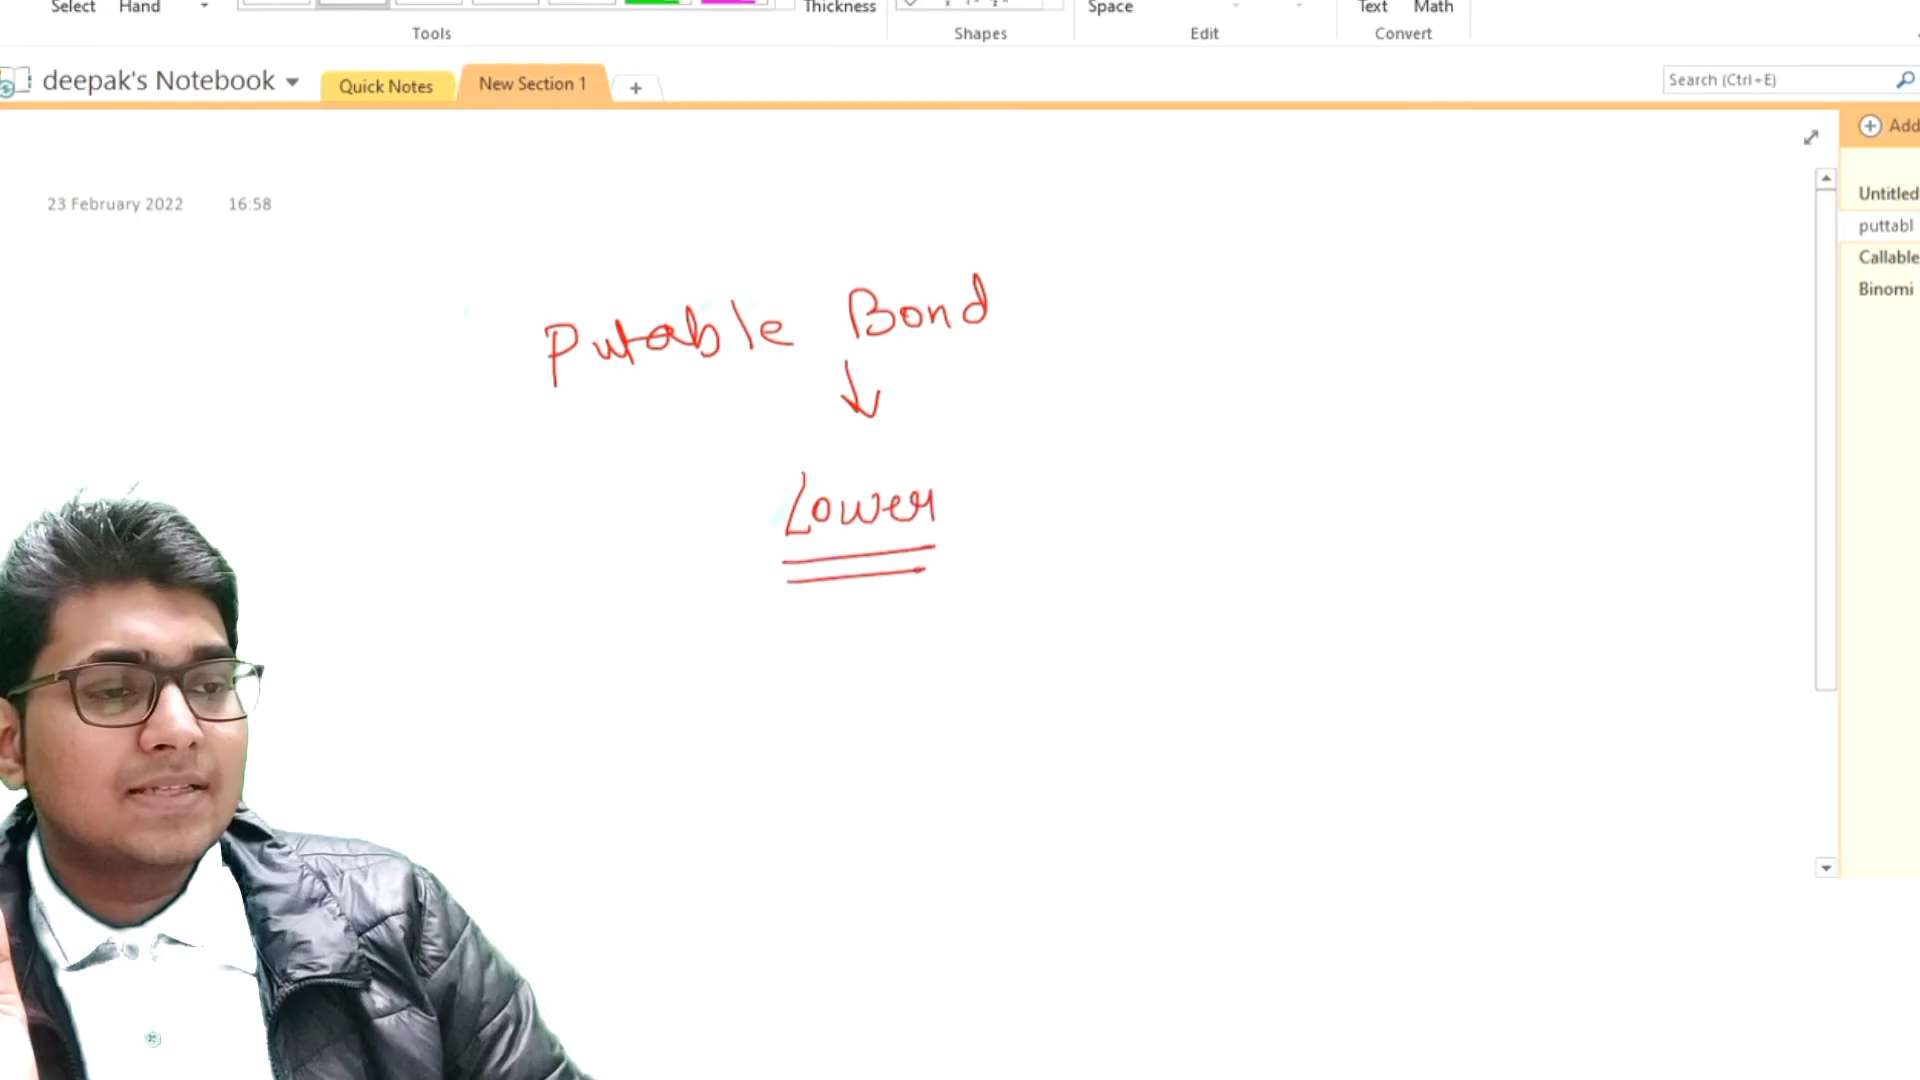 Select Hand Thickness Space Text Math
Tools Shapes Edit Convert
deepak's Notebook Quick Notes New Section 1 + Search (Ctrl+E)
Add
23 February 2022 16:58
Untitled
puttabl
Callable
Binomi
Putable Bond
Lower